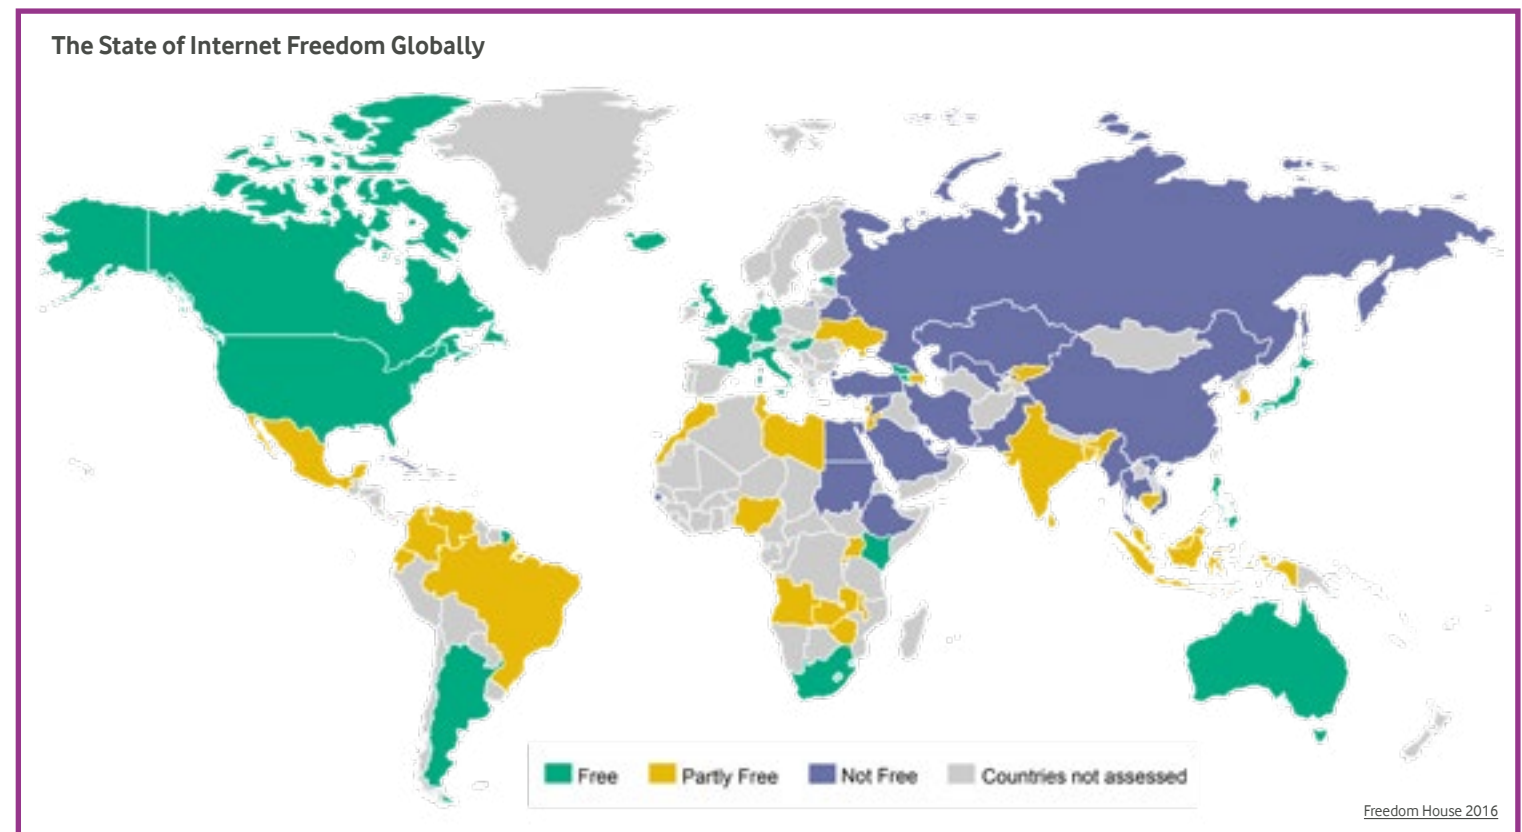 The State of Internet Freedom Globally
Free
Partly Free
Not Free
Countries not assessed
Freedom House 2016